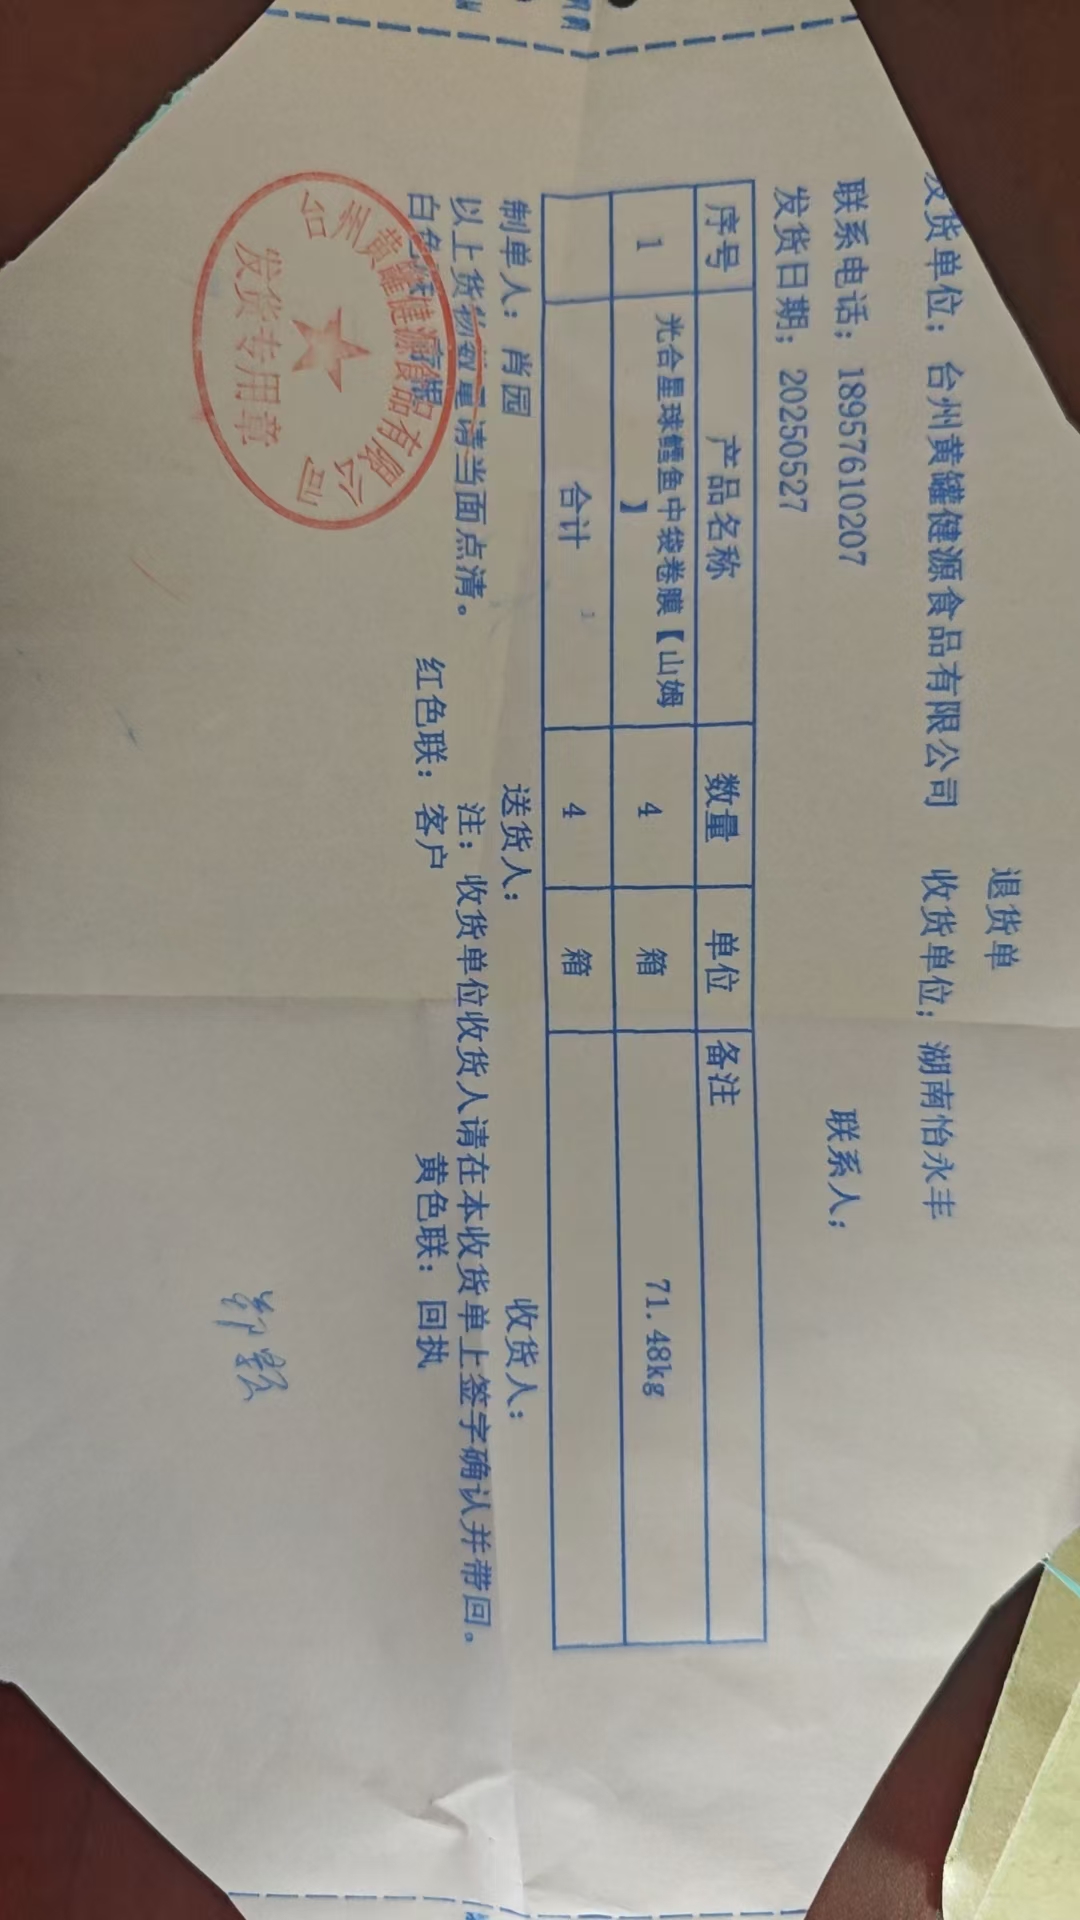 退货单
发货单位；台州黄罐健源食品有限公司 收货单位；湖南怡永丰
联系电话；18957610207 联系人；
发货日期；20250527
序号 产品名称 数量 单位 备注
1 光合星球鳕鱼中袋卷膜【山姆】 4 箱 71.48kg
合计 4 箱
制单人：肖园 送货人： 收货人：
以上货物数量请当面点清。 注：收货单位收货人请在本收货单上签字确认并带回。
白色 红色联：客户 黄色联：回执
台州黄罐健源食品有限公司
发货专用章